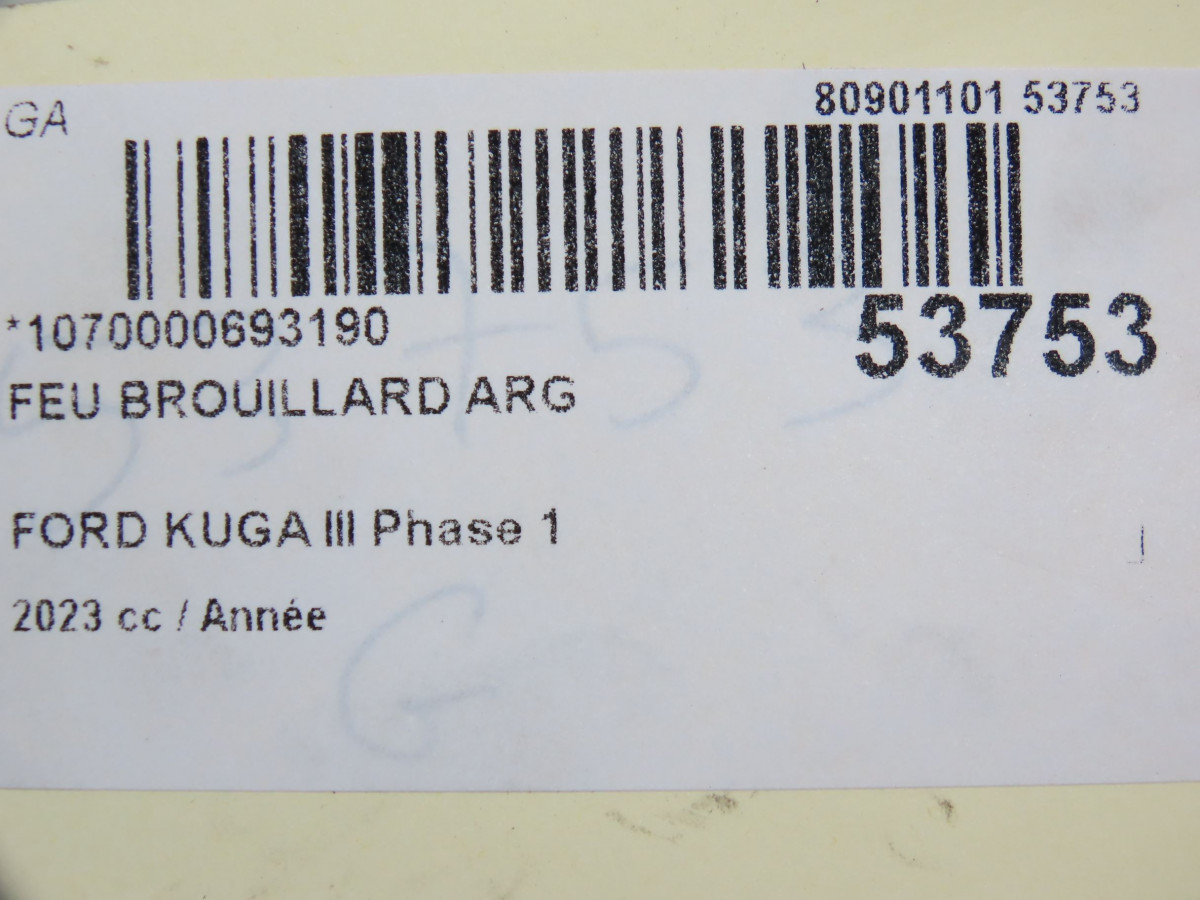 GA
80901101 53753
*1070000693190
53753
FEU BROUILLARD ARG
FORD KUGA III Phase 1
2023 cc / Année